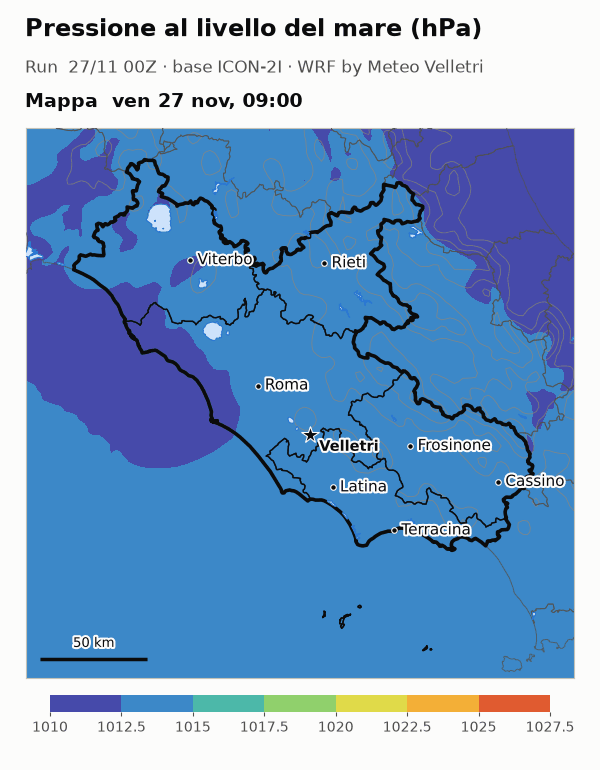 Pressione al livello del mare (hPa)
Run  27/11 00Z · base ICON-2I · WRF by Meteo Velletri
Mappa  ven 27 nov, 09:00
Viterbo
Rieti
Roma
Velletri
Frosinone
Cassino
Latina
Terracina
50 km
1010 1012.5 1015 1017.5 1020 1022.5 1025 1027.5